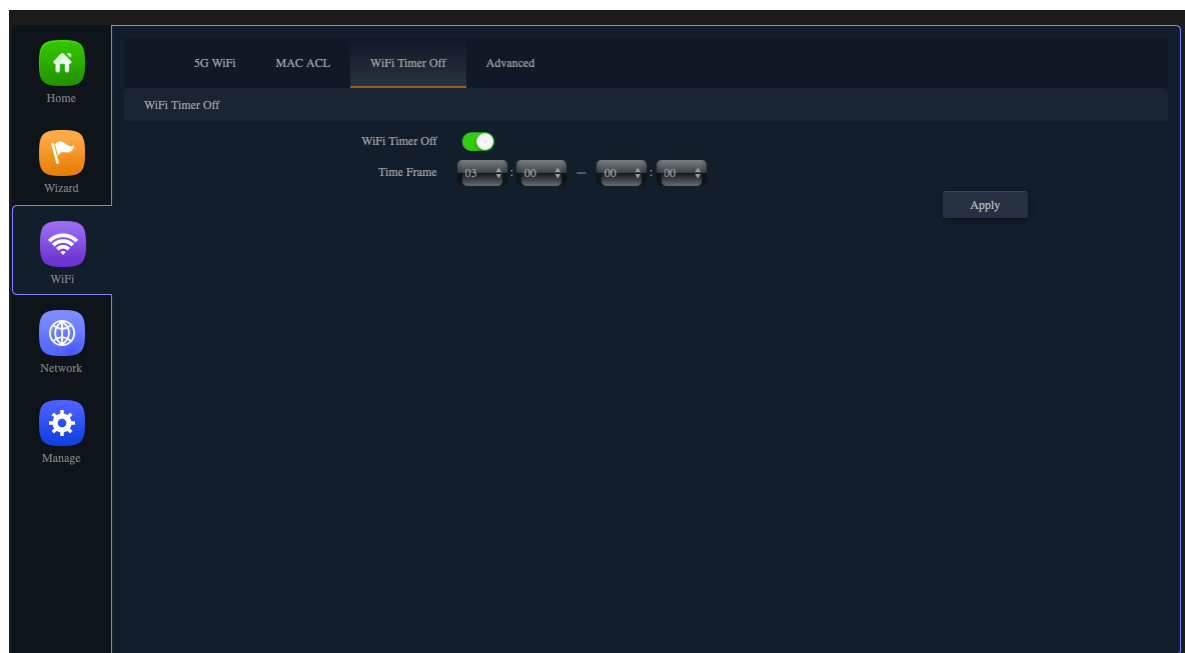 Home
Wizard
WiFi
Network
Manage
5G WiFi MAC ACL WiFi Timer Off Advanced
WiFi Timer Off
WiFi Timer Off
Time Frame 03 : 00 — 00 : 00
Apply